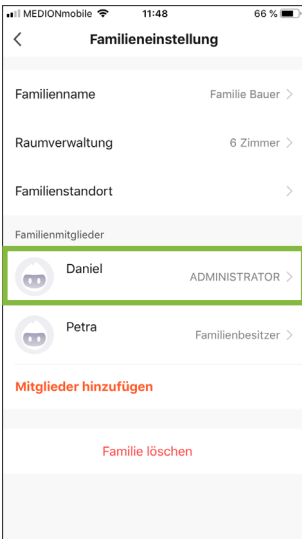 MEDIONmobile 11:48 66 %
Familieneinstellung
Familienname Familie Bauer
Raumverwaltung 6 Zimmer
Familienstandort
Familienmitglieder
Daniel ADMINISTRATOR
Petra Familienbesitzer
Mitglieder hinzufügen
Familie löschen